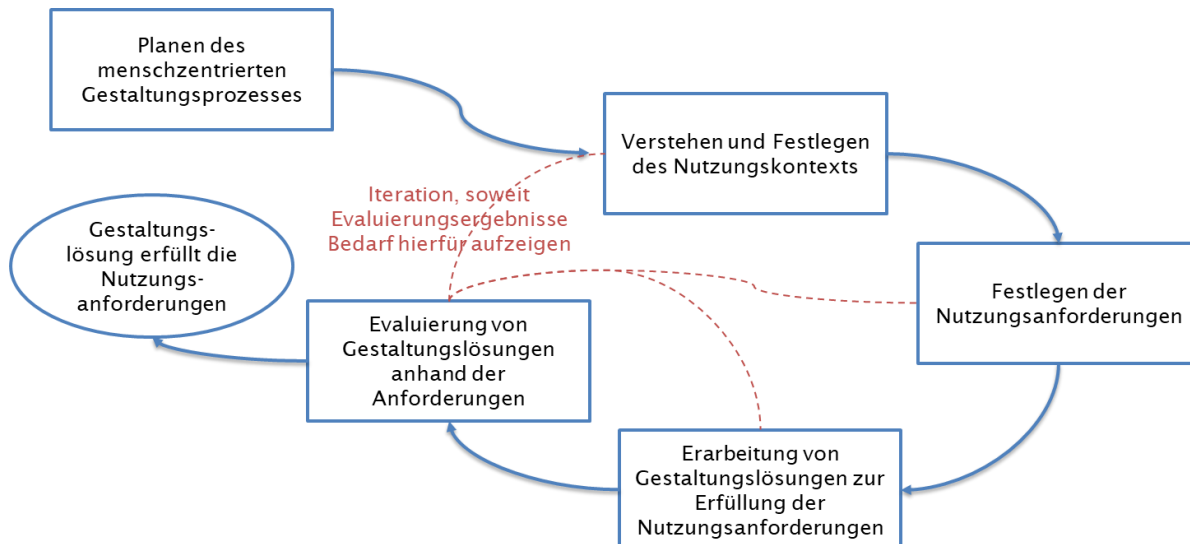 Planen des
menschzentrierten
Gestaltungsprozesses
Verstehen und Festlegen
des Nutzungskontexts
Iteration, soweit
Evaluierungsergebnisse
Bedarf hierfür aufzeigen
Gestaltungs-
lösung erfüllt die
Nutzungs-
anforderungen
Festlegen der
Nutzungsanforderungen
Evaluierung von
Gestaltungslösungen
anhand der
Anforderungen
Erarbeitung von
Gestaltungslösungen zur
Erfüllung der
Nutzungsanforderungen